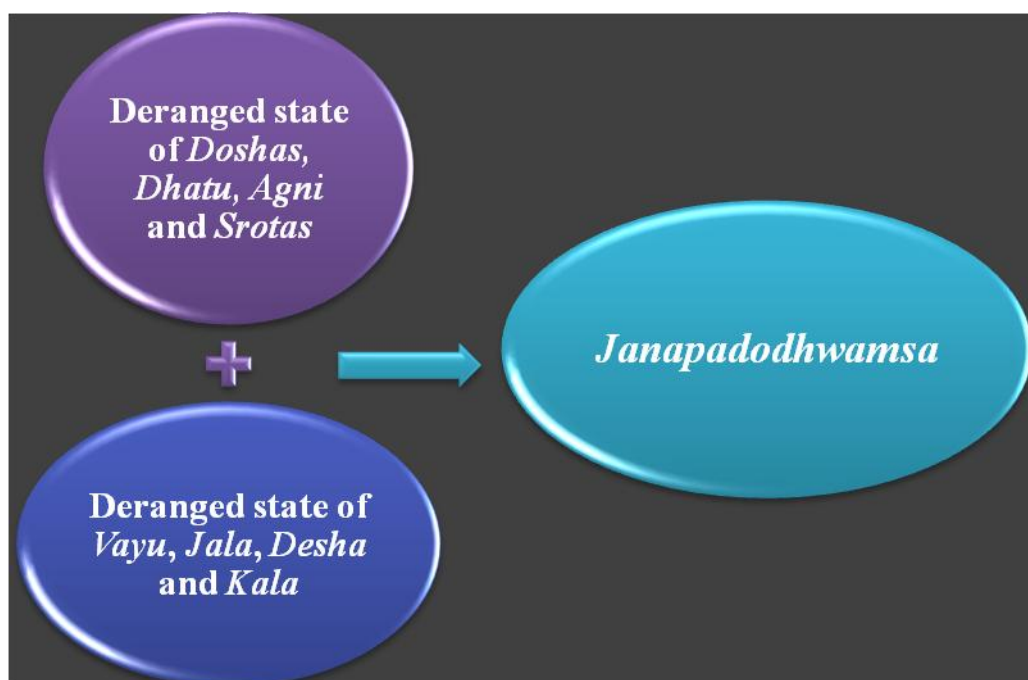 Deranged state
of Doshas,
Dhatu, Agni
and Srotas
Deranged state of
Vayu, Jala, Desha
and Kala
Janapadodhwamsa